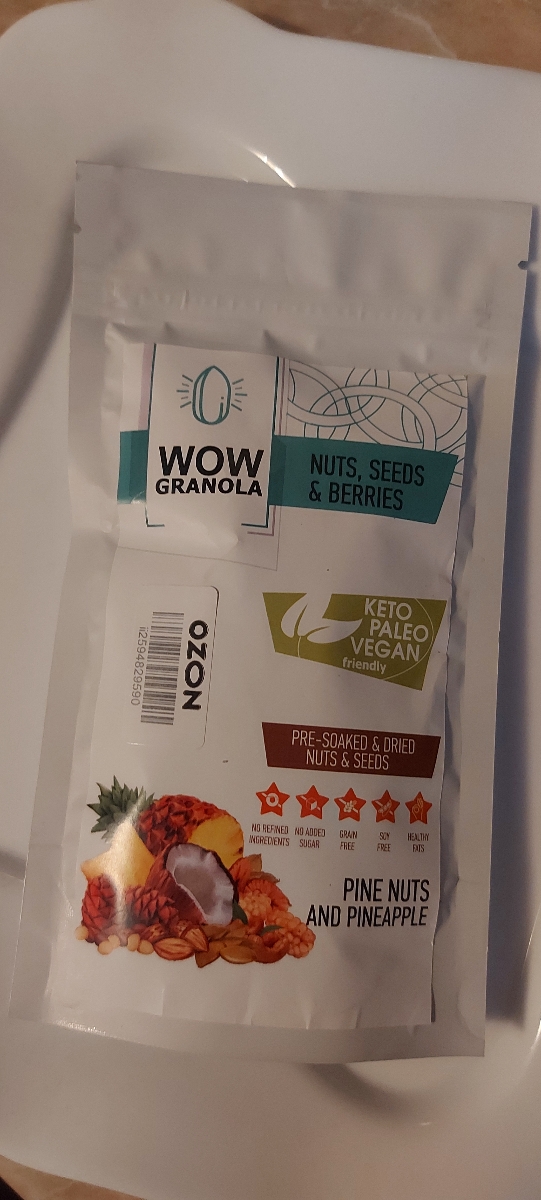 WOW
GRANOLA
NUTS, SEEDS
& BERRIES
KETO
PALEO
VEGAN
friendly
OZON
ii2594829590
PRE-SOAKED & DRIED
NUTS & SEEDS
NO REFINED
INGREDIENTS
NO ADDED
SUGAR
GRAIN
FREE
SOY
FREE
HEALTHY
FATS
PINE NUTS
AND PINEAPPLE